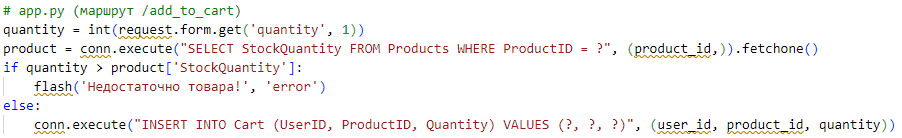 # app.py (маршрут /add_to_cart)
quantity = int(request.form.get('quantity', 1))
product = conn.execute("SELECT StockQuantity FROM Products WHERE ProductID = ?", (product_id,)).fetchone()
if quantity > product['StockQuantity']:
    flash('Недостаточно товара!', 'error')
else:
    conn.execute("INSERT INTO Cart (UserID, ProductID, Quantity) VALUES (?, ?, ?)", (user_id, product_id, quantity))